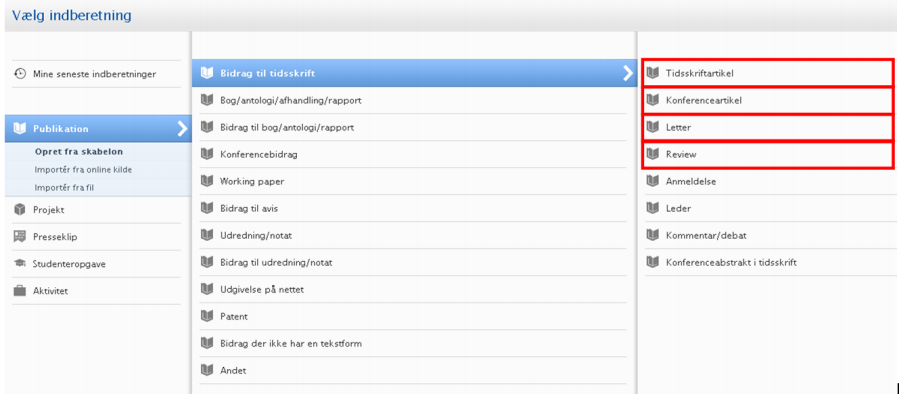 Vælg indberetning
Mine seneste indberetninger
Publikation
Opret fra skabelon
Importér fra online kilde
Importér fra fil
Projekt
Presseklip
Studenteropgave
Aktivitet
Bidrag til tidsskrift
Bog/antologi/afhandling/rapport
Bidrag til bog/antologi/rapport
Konferencebidrag
Working paper
Bidrag til avis
Udredning/notat
Bidrag til udredning/notat
Udgivelse på nettet
Patent
Bidrag der ikke har en tekstform
Andet
Tidsskriftartikel
Konferenceartikel
Letter
Review
Anmeldelse
Leder
Kommentar/debat
Konferenceabstrakt i tidsskrift